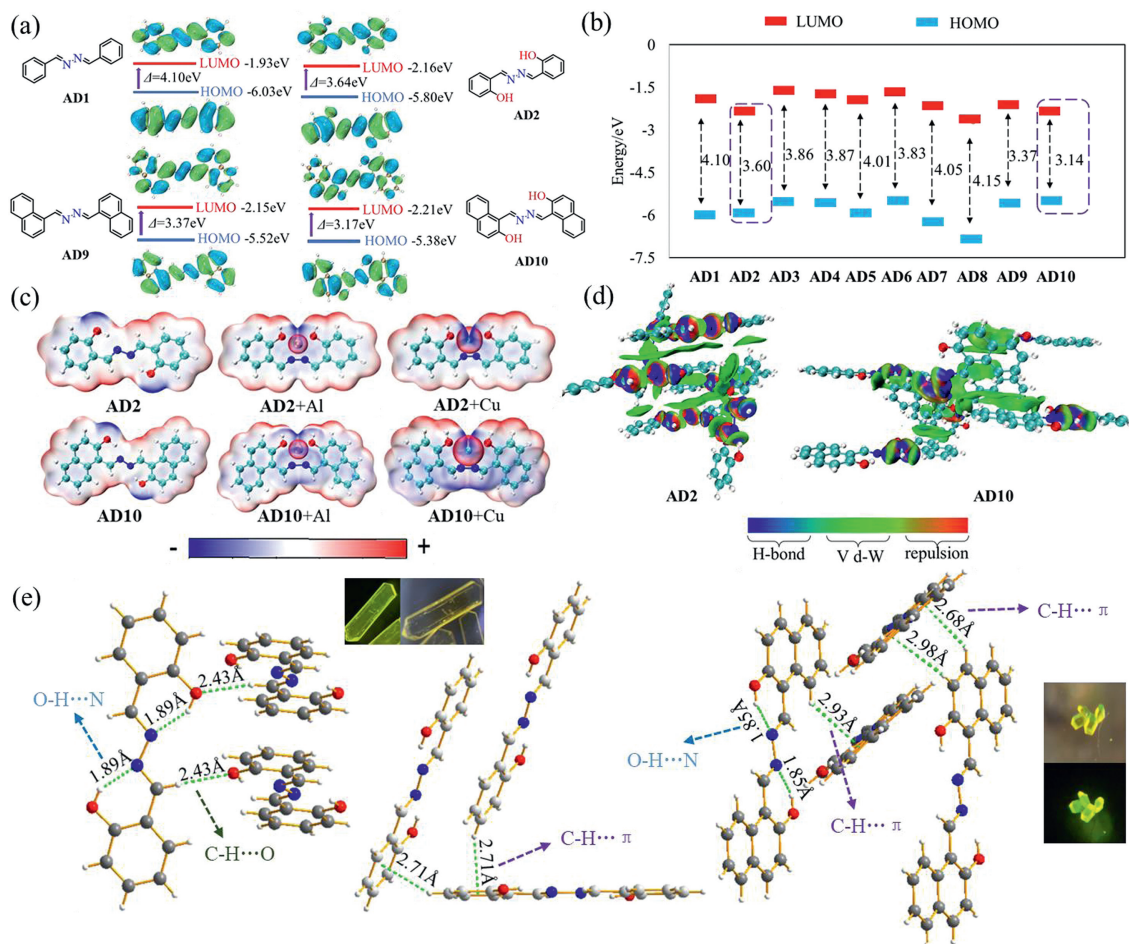 (a)
AD1
N
N
LUMO -1.93eV
Δ=4.10eV
HOMO -6.03eV
LUMO -2.16eV
Δ=3.64eV
HOMO -5.80eV
HO
N
N
OH
AD2
AD9
N
N
LUMO -2.15eV
Δ=3.37eV
HOMO -5.52eV
LUMO -2.21eV
Δ=3.17eV
HOMO -5.38eV
HO
N
N
OH
AD10
(b)
LUMO
HOMO
Energy/eV
0
-1.5
-3
-4.5
-6
-7.5
4.10
3.60
3.86
3.87
4.01
3.83
4.05
4.15
3.37
3.14
AD1 AD2 AD3 AD4 AD5 AD6 AD7 AD8 AD9 AD10
(c)
AD2
AD2+Al
AD2+Cu
AD10
AD10+Al
AD10+Cu
- +
(d)
AD2
AD10
H-bond
V d-W
repulsion
(e)
O-H···N
1.89Å
1.89Å
2.43Å
2.43Å
C-H···O
2.71Å
2.71Å
C-H··· π
O-H···N
1.85Å
1.85Å
2.93Å
C-H··· π
2.68Å
2.98Å
C-H··· π